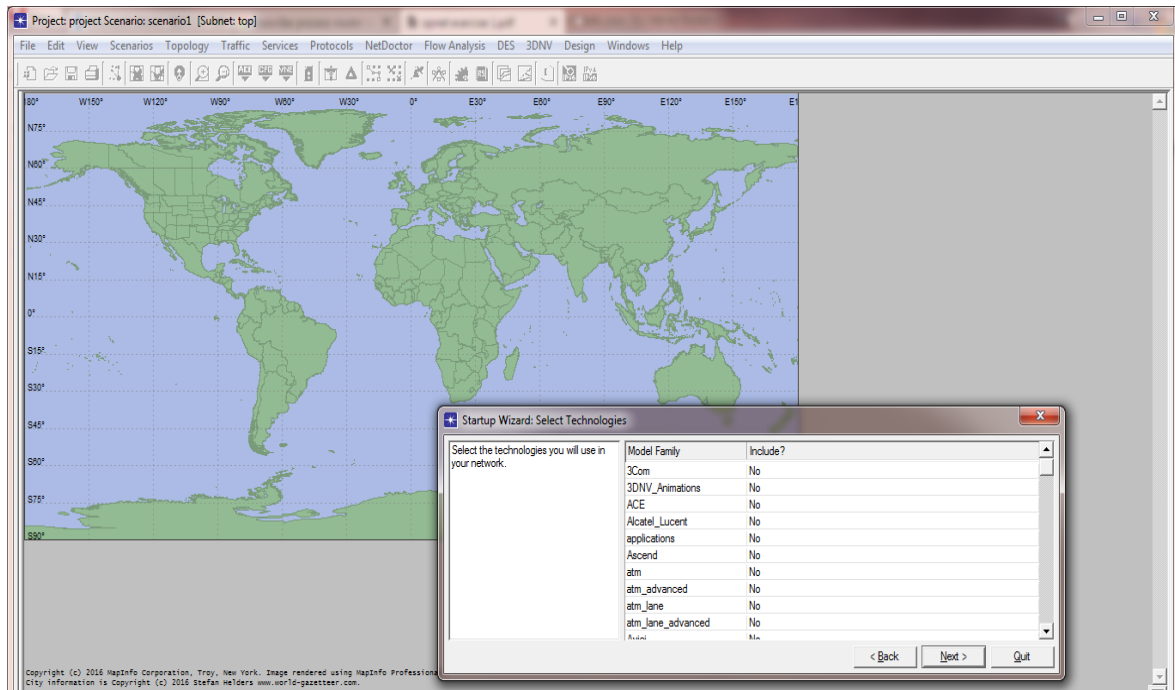 Project: project Scenario: scenario1 [Subnet: top]
File Edit View Scenarios Topology Traffic Services Protocols NetDoctor Flow Analysis DES 3DNV Design Windows Help
W150° W120° W90° W60° W30° 0° E30° E60° E90° E120° E150° E1
N75°
N60°
N45°
N30°
N15°
0°
S15°
S30°
S45°
S60°
S75°
S90°
Startup Wizard: Select Technologies
Select the technologies you will use in
your network.
Model Family Include?
3Com No
3DNV_Animations No
ACE No
Alcatel_Lucent No
applications No
Ascend No
atm No
atm_advanced No
atm_lane No
atm_lane_advanced No
< Back Next > Quit
Copyright (c) 2016 MapInfo Corporation, Troy, New York. Image rendered using MapInfo Professiona
City information is Copyright (c) 2016 Stefan Helders www.world-gazetteer.com.